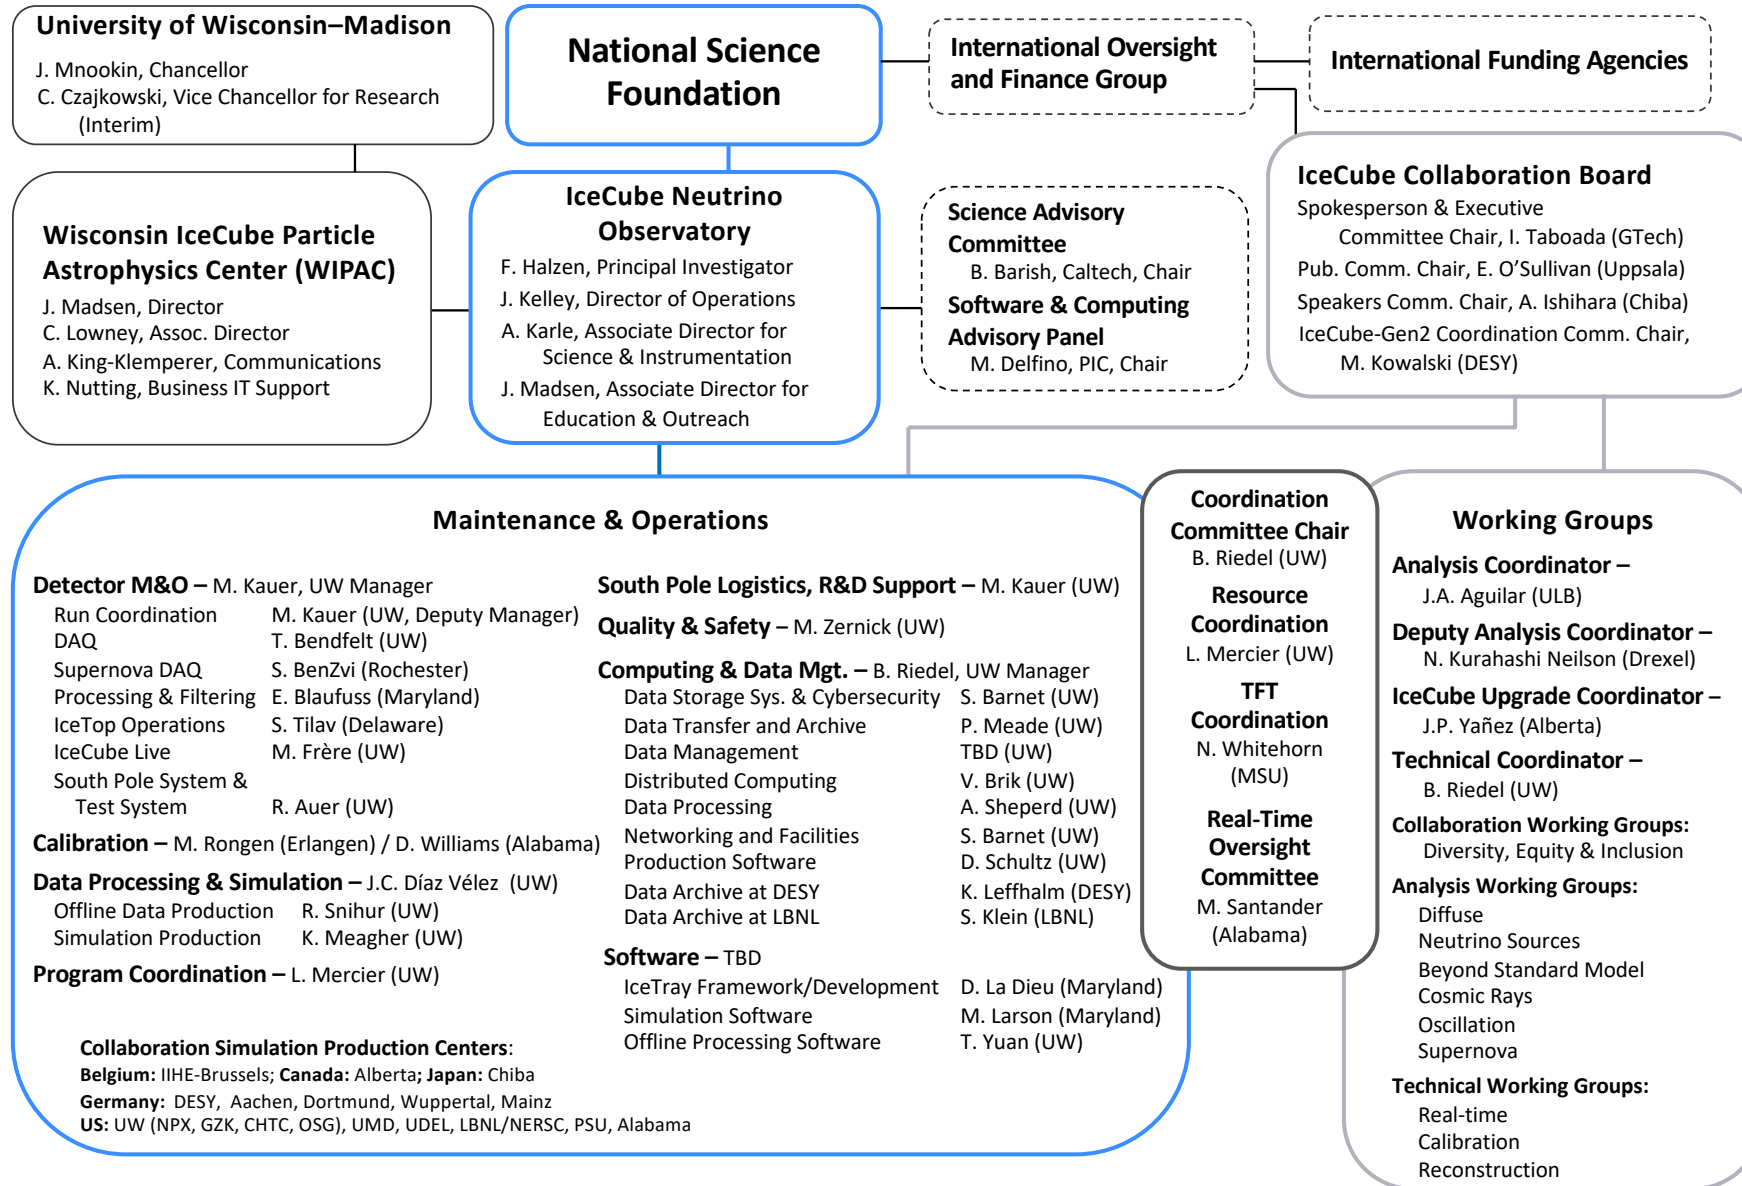 University of Wisconsin–Madison
J. Mnookin, Chancellor
C. Czajkowski, Vice Chancellor for Research
(Interim)
National Science
Foundation
International Oversight
and Finance Group
International Funding Agencies
Wisconsin IceCube Particle
Astrophysics Center (WIPAC)
J. Madsen, Director
C. Lowney, Assoc. Director
A. King-Klemperer, Communications
K. Nutting, Business IT Support
IceCube Neutrino
Observatory
F. Halzen, Principal Investigator
J. Kelley, Director of Operations
A. Karle, Associate Director for
Science & Instrumentation
J. Madsen, Associate Director for
Education & Outreach
Science Advisory
Committee
B. Barish, Caltech, Chair
Software & Computing
Advisory Panel
M. Delfino, PIC, Chair
IceCube Collaboration Board
Spokesperson & Executive
Committee Chair, I. Taboada (GTech)
Pub. Comm. Chair, E. O’Sullivan (Uppsala)
Speakers Comm. Chair, A. Ishihara (Chiba)
IceCube-Gen2 Coordination Comm. Chair,
M. Kowalski (DESY)
Maintenance & Operations
Detector M&O – M. Kauer, UW Manager
Run Coordination M. Kauer (UW, Deputy Manager)
DAQ T. Bendfelt (UW)
Supernova DAQ S. BenZvi (Rochester)
Processing & Filtering E. Blaufuss (Maryland)
IceTop Operations S. Tilav (Delaware)
IceCube Live M. Frère (UW)
South Pole System &
Test System R. Auer (UW)
Calibration – M. Rongen (Erlangen) / D. Williams (Alabama)
Data Processing & Simulation – J.C. Díaz Vélez (UW)
Offline Data Production R. Snihur (UW)
Simulation Production K. Meagher (UW)
Program Coordination – L. Mercier (UW)
South Pole Logistics, R&D Support – M. Kauer (UW)
Quality & Safety – M. Zernick (UW)
Computing & Data Mgt. – B. Riedel, UW Manager
Data Storage Sys. & Cybersecurity S. Barnet (UW)
Data Transfer and Archive P. Meade (UW)
Data Management TBD (UW)
Distributed Computing V. Brik (UW)
Data Processing A. Sheperd (UW)
Networking and Facilities S. Barnet (UW)
Production Software D. Schultz (UW)
Data Archive at DESY K. Leffhalm (DESY)
Data Archive at LBNL S. Klein (LBNL)
Software – TBD
IceTray Framework/Development D. La Dieu (Maryland)
Simulation Software M. Larson (Maryland)
Offline Processing Software T. Yuan (UW)
Collaboration Simulation Production Centers:
Belgium: IIHE-Brussels; Canada: Alberta; Japan: Chiba
Germany: DESY, Aachen, Dortmund, Wuppertal, Mainz
US: UW (NPX, GZK, CHTC, OSG), UMD, UDEL, LBNL/NERSC, PSU, Alabama
Coordination
Committee Chair
B. Riedel (UW)
Resource
Coordination
L. Mercier (UW)
TFT
Coordination
N. Whitehorn
(MSU)
Real-Time
Oversight
Committee
M. Santander
(Alabama)
Working Groups
Analysis Coordinator –
J.A. Aguilar (ULB)
Deputy Analysis Coordinator –
N. Kurahashi Neilson (Drexel)
IceCube Upgrade Coordinator –
J.P. Yañez (Alberta)
Technical Coordinator –
B. Riedel (UW)
Collaboration Working Groups:
Diversity, Equity & Inclusion
Analysis Working Groups:
Diffuse
Neutrino Sources
Beyond Standard Model
Cosmic Rays
Oscillation
Supernova
Technical Working Groups:
Real-time
Calibration
Reconstruction